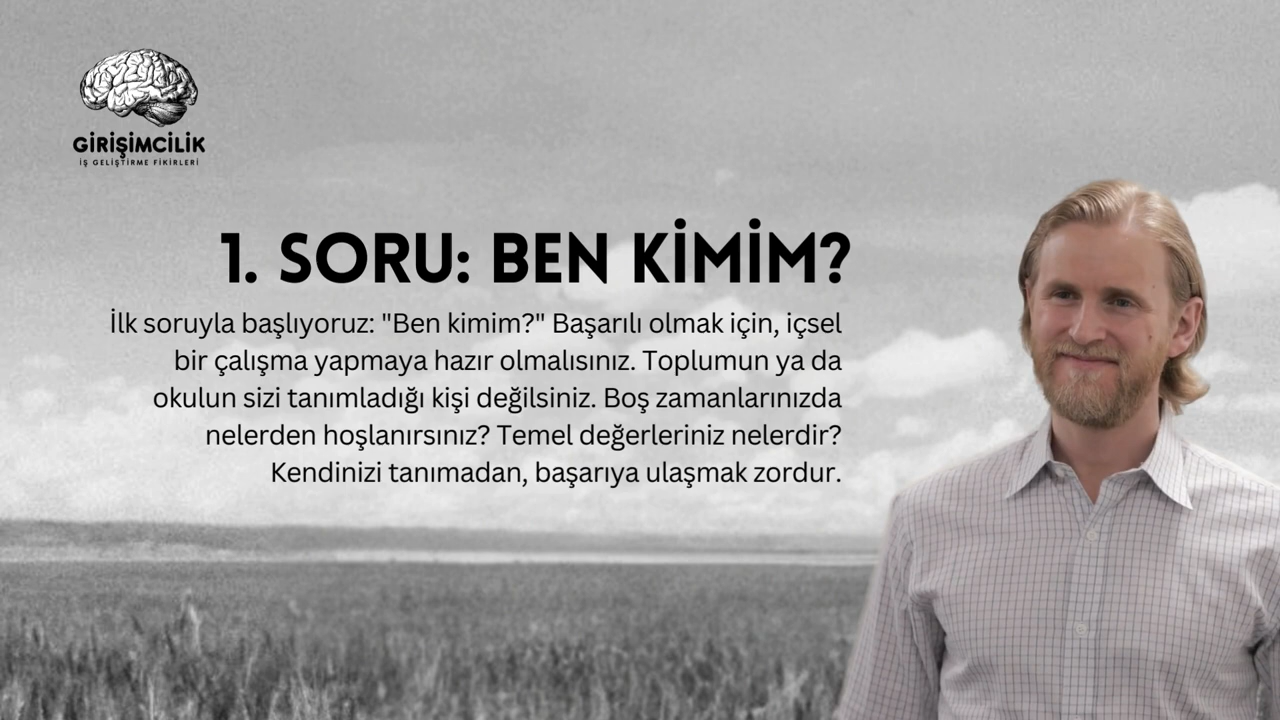 GİRİŞİMCİLİK
İŞ GELİŞTİRME FİKİRLERİ
1. SORU: BEN KİMİM?
İlk soruyla başlıyoruz: "Ben kimim?" Başarılı olmak için, içsel
bir çalışma yapmaya hazır olmalısınız. Toplumun ya da
okulun sizi tanımladığı kişi değilsiniz. Boş zamanlarınızda
nelerden hoşlanırsınız? Temel değerleriniz nelerdir?
Kendinizi tanımadan, başarıya ulaşmak zordur.